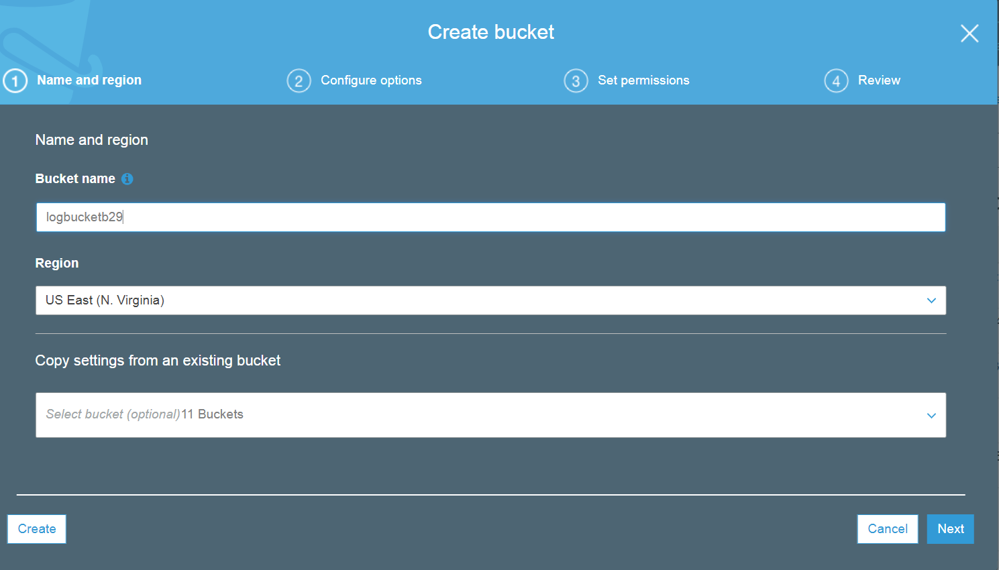 Create bucket
1 Name and region
2 Configure options
3 Set permissions
4 Review
Name and region
Bucket name
logbucketb29
Region
US East (N. Virginia)
Copy settings from an existing bucket
Select bucket (optional)11 Buckets
Create
Cancel
Next